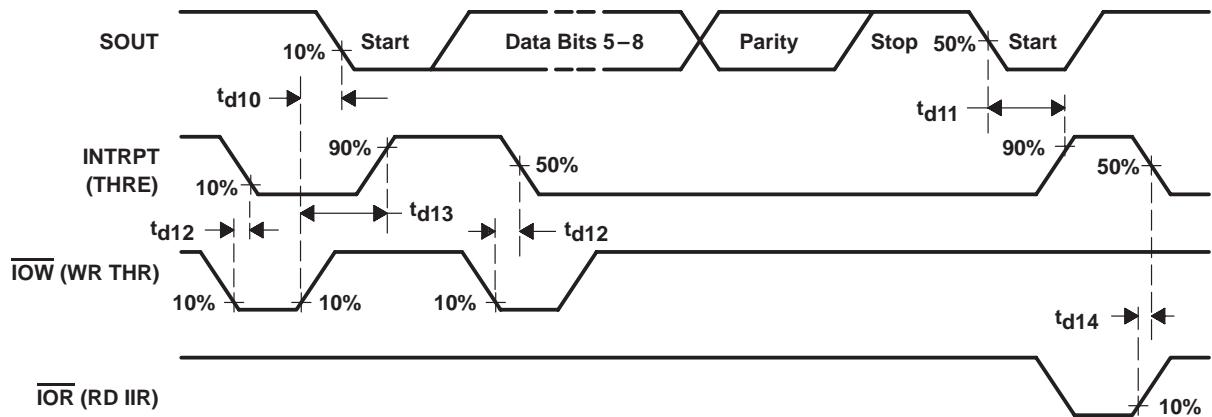 SOUT
10%
Start
Data Bits 5–8
Parity
Stop
50%
Start
td10
td11
INTRPT
(THRE)
10%
90%
50%
90%
50%
td12
td13
td12
IOW (WR THR)
10%
10%
10%
td14
IOR (RD IIR)
10%